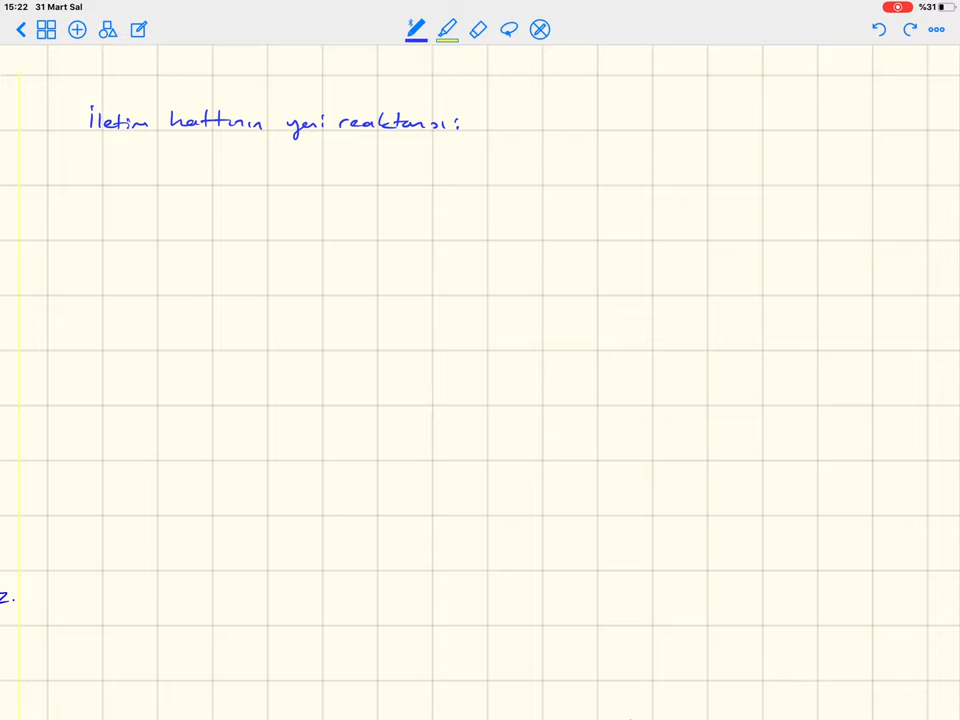 15:22 31 Mart Sal %31
İletim hattının yeni reaktansı:
z.